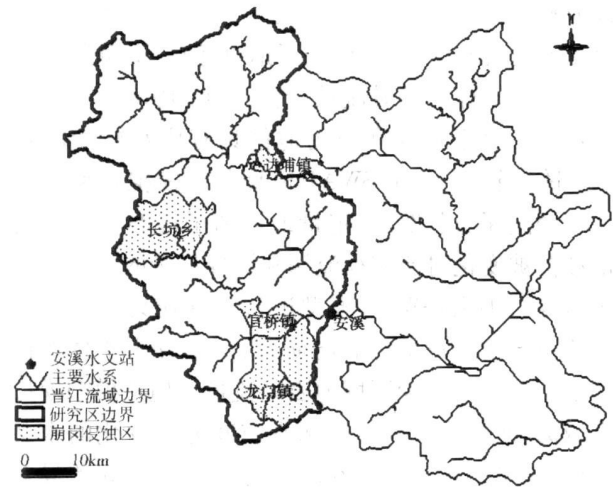 N
达埔镇
长坑乡
官桥镇
安溪
龙门镇
安溪水文站
主要水系
晋江流域边界
研究区边界
崩岗侵蚀区
0 10km